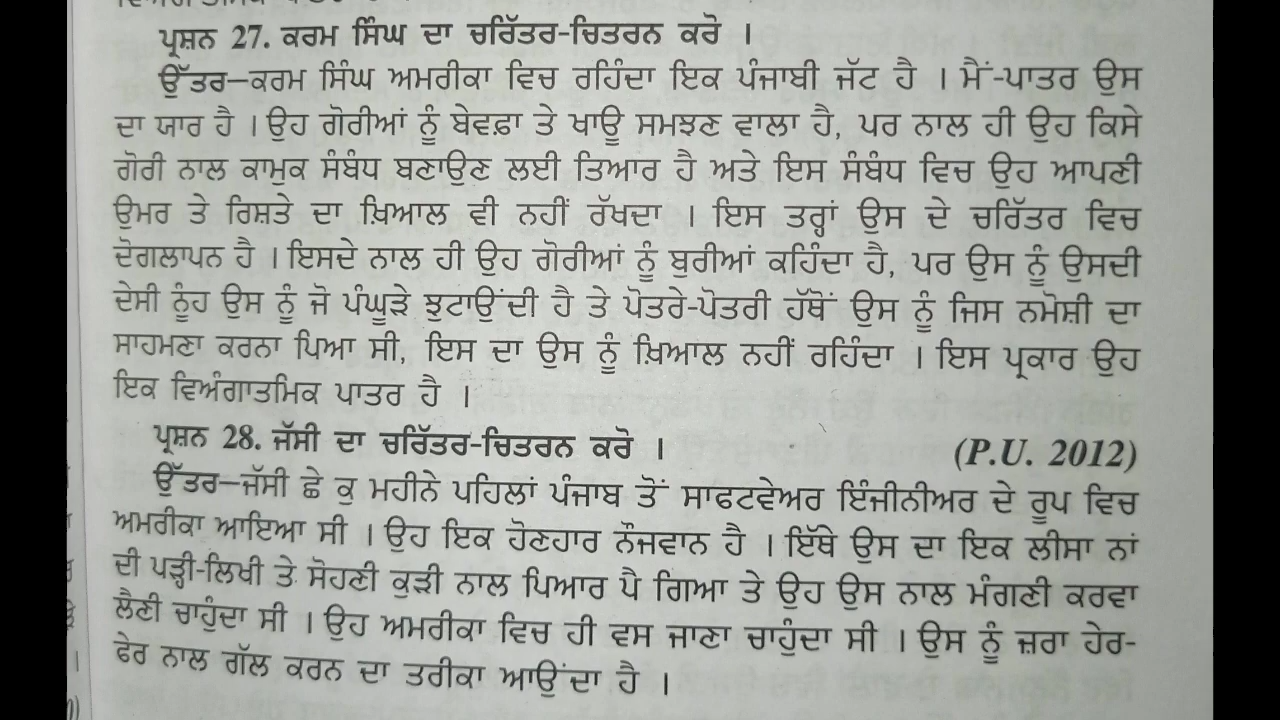 ਪ੍ਰਸ਼ਨ 27. ਕਰਮ ਸਿੰਘ ਦਾ ਚਰਿੱਤਰ-ਚਿਤਰਨ ਕਰੋ ।
ਉੱਤਰ—ਕਰਮ ਸਿੰਘ ਅਮਰੀਕਾ ਵਿਚ ਰਹਿੰਦਾ ਇਕ ਪੰਜਾਬੀ ਜੱਟ ਹੈ । ਮੈਂ-ਪਾਤਰ ਉਸ
ਦਾ ਯਾਰ ਹੈ । ਉਹ ਗੋਰੀਆਂ ਨੂੰ ਬੇਵਫ਼ਾ ਤੇ ਖਾਊ ਸਮਝਣ ਵਾਲਾ ਹੈ, ਪਰ ਨਾਲ ਹੀ ਉਹ ਕਿਸੇ
ਗੋਰੀ ਨਾਲ ਕਾਮੁਕ ਸੰਬੰਧ ਬਣਾਉਣ ਲਈ ਤਿਆਰ ਹੈ ਅਤੇ ਇਸ ਸੰਬੰਧ ਵਿਚ ਉਹ ਆਪਣੀ
ਉਮਰ ਤੇ ਰਿਸ਼ਤੇ ਦਾ ਖ਼ਿਆਲ ਵੀ ਨਹੀਂ ਰੱਖਦਾ । ਇਸ ਤਰ੍ਹਾਂ ਉਸ ਦੇ ਚਰਿੱਤਰ ਵਿਚ
ਦੋਗਲਾਪਨ ਹੈ । ਇਸਦੇ ਨਾਲ ਹੀ ਉਹ ਗੋਰੀਆਂ ਨੂੰ ਬੁਰੀਆਂ ਕਹਿੰਦਾ ਹੈ, ਪਰ ਉਸ ਨੂੰ ਉਸਦੀ
ਦੇਸੀ ਨੂੰਹ ਉਸ ਨੂੰ ਜੋ ਪੰਘੂੜੇ ਝੁਟਾਉਂਦੀ ਹੈ ਤੇ ਪੋਤਰੇ-ਪੋਤਰੀ ਹੱਥੋਂ ਉਸ ਨੂੰ ਜਿਸ ਨਮੋਸ਼ੀ ਦਾ
ਸਾਹਮਣਾ ਕਰਨਾ ਪਿਆ ਸੀ, ਇਸ ਦਾ ਉਸ ਨੂੰ ਖ਼ਿਆਲ ਨਹੀਂ ਰਹਿੰਦਾ । ਇਸ ਪ੍ਰਕਾਰ ਉਹ
ਇਕ ਵਿਅੰਗਾਤਮਿਕ ਪਾਤਰ ਹੈ ।
ਪ੍ਰਸ਼ਨ 28. ਜੱਸੀ ਦਾ ਚਰਿੱਤਰ-ਚਿਤਰਨ ਕਰੋ । (P.U. 2012)
ਉੱਤਰ—ਜੱਸੀ ਛੇ ਕੁ ਮਹੀਨੇ ਪਹਿਲਾਂ ਪੰਜਾਬ ਤੋਂ ਸਾਫਟਵੇਅਰ ਇੰਜੀਨੀਅਰ ਦੇ ਰੂਪ ਵਿਚ
ਅਮਰੀਕਾ ਆਇਆ ਸੀ । ਉਹ ਇਕ ਹੋਣਹਾਰ ਨੌਜਵਾਨ ਹੈ । ਇੱਥੇ ਉਸ ਦਾ ਇਕ ਲੀਸਾ ਨਾਂ
ਦੀ ਪੜ੍ਹੀ-ਲਿਖੀ ਤੇ ਸੋਹਣੀ ਕੁੜੀ ਨਾਲ ਪਿਆਰ ਪੈ ਗਿਆ ਤੇ ਉਹ ਉਸ ਨਾਲ ਮੰਗਣੀ ਕਰਵਾ
ਲੈਣੀ ਚਾਹੁੰਦਾ ਸੀ । ਉਹ ਅਮਰੀਕਾ ਵਿਚ ਹੀ ਵਸ ਜਾਣਾ ਚਾਹੁੰਦਾ ਸੀ । ਉਸ ਨੂੰ ਜ਼ਰਾ ਹੇਰ-
ਫੇਰ ਨਾਲ ਗੱਲ ਕਰਨ ਦਾ ਤਰੀਕਾ ਆਉਂਦਾ ਹੈ ।